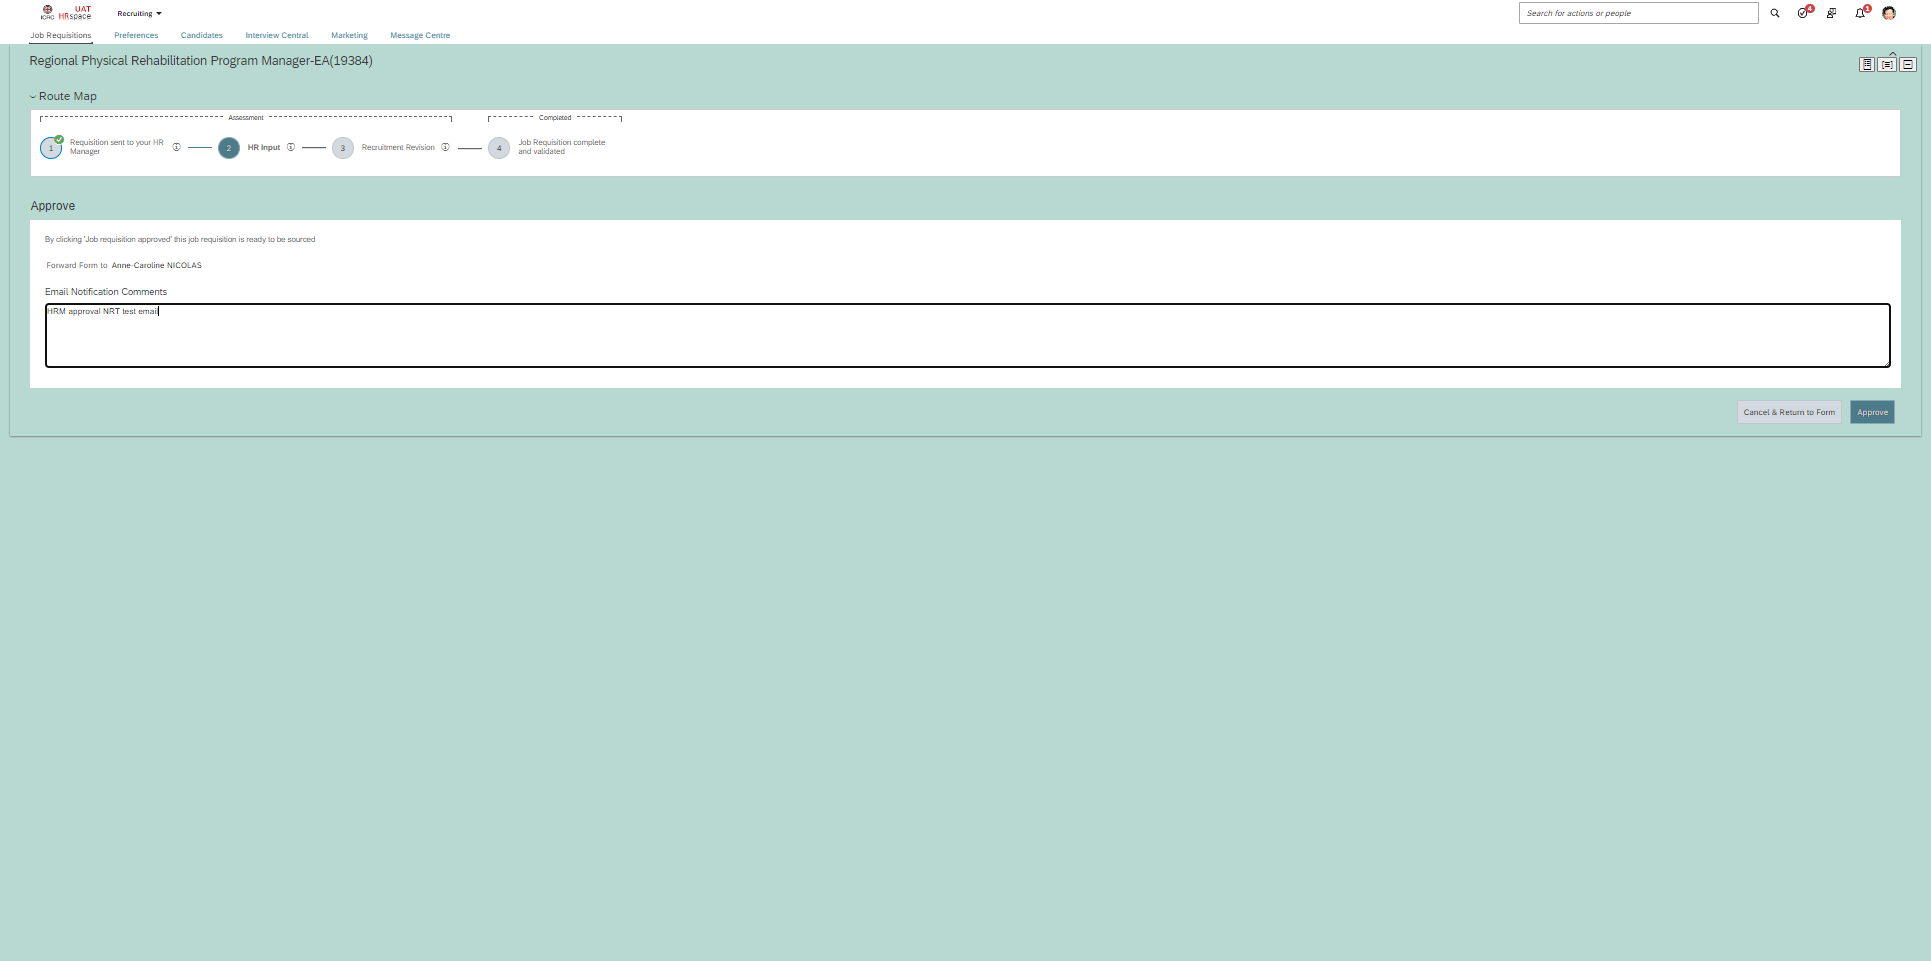 UAT
ICRC HRspace
Recruiting
Search for actions or people
4
1
Job Requisitions
Preferences
Candidates
Interview Central
Marketing
Message Centre
Regional Physical Rehabilitation Program Manager-EA(19384)
Route Map
Assessment
Completed
1
Requisition sent to your HR
Manager
2
HR Input
3
Recruitment Revision
4
Job Requisition complete
and validated
Approve
By clicking 'Job requisition approved' this job requisition is ready to be sourced
Forward Form to Anne-Caroline NICOLAS
Email Notification Comments
HRM approval NRT test email
Cancel & Return to Form
Approve